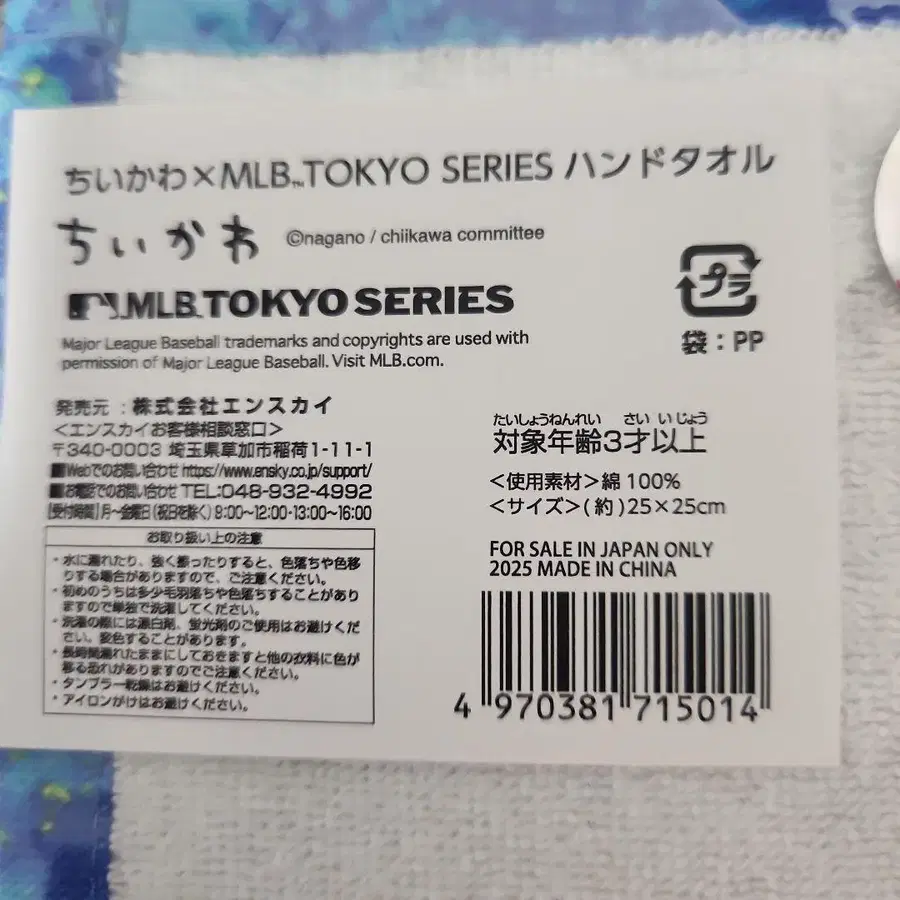 ちいかわ×MLB™TOKYO SERIES ハンドタオル
ちいかわ ©nagano / chiikawa committee
MLB TOKYO SERIES
Major League Baseball trademarks and copyrights are used with
permission of Major League Baseball. Visit MLB.com.
プラ
袋:PP
発売元 : 株式会社エンスカイ
<エンスカイお客様相談窓口>
〒340-0003 埼玉県草加市稲荷1-11-1
■Webでのお問い合わせ https://www.ensky.co.jp/support/
■お電話でのお問い合わせ TEL:048-932-4992
[受付時間]月〜金曜日(祝日を除く)9:00〜12:00・13:00〜16:00
お取り扱い上の注意
・水に濡れたり、強く擦ったりすると、色落ちや色移
りする場合がありますので、ご注意ください。
・初めのうちは多少毛羽落ちや色落ちすることがあり
ますので単独で洗濯してください。
・洗濯の際には漂白剤、蛍光剤のご使用はお避けくだ
さい。変色することがあります。
・長時間濡れたままにしておきますと他の衣料に色が
移る恐れがありますのでご注意ください。
・タンブラー乾燥はお避けください。
・アイロンがけはお避けください。
たいしょうねんれい さい いじょう
対象年齢3才以上
<使用素材>綿 100%
<サイズ>(約)25×25cm
FOR SALE IN JAPAN ONLY
2025 MADE IN CHINA
4 970381 715014